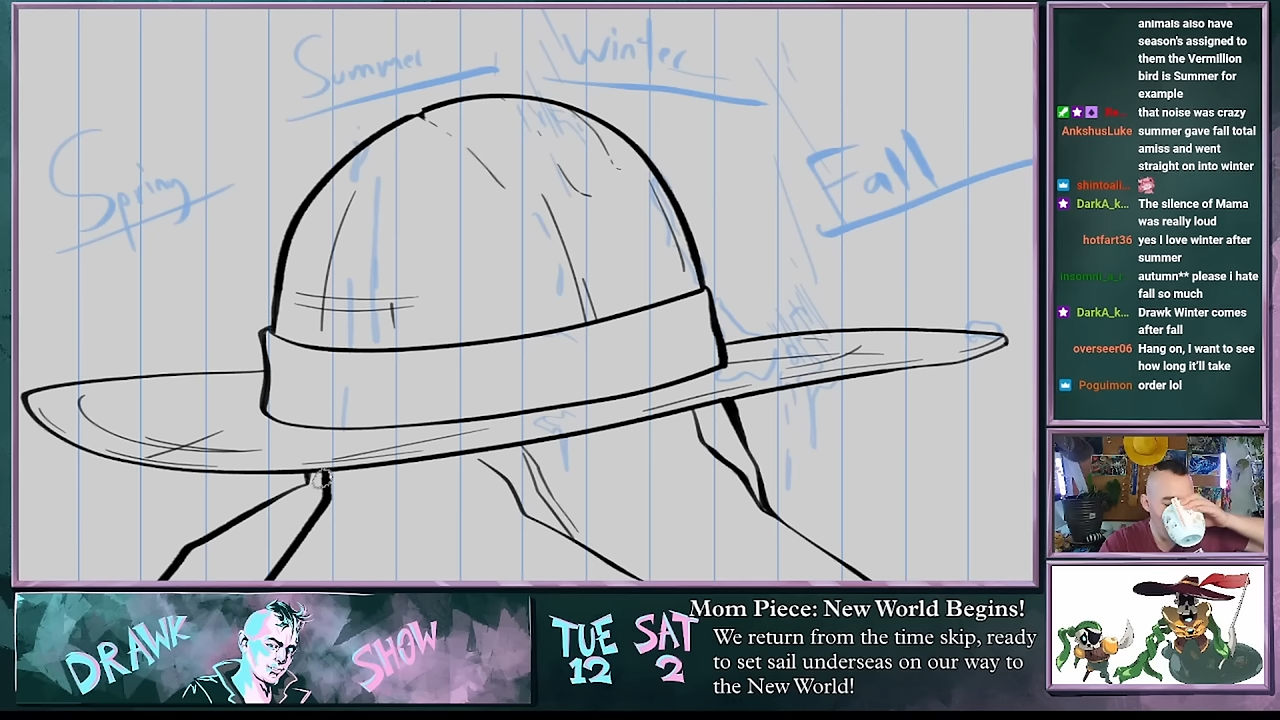 Summer
Winter
Spring
Fall
animals also have
season's assigned to
them the Vermillion
bird is Summer for
example
that noise was crazy
AnkshusLuke summer gave fall total
amiss and went
straight on into winter
shintoaii...
DarkA_k... The silence of Mama
was really loud
hotfart36 yes I love winter after
summer
autumn** please i hate
fall so much
DarkA_k... Drawk Winter comes
after fall
overseer06 Hang on, I want to see
how long it'll take
Poguimon order lol
DRAWK
SHOW
TUE SAT
12 2
Mom Piece: New World Begins!
We return from the time skip, ready
to set sail underseas on our way to
the New World!